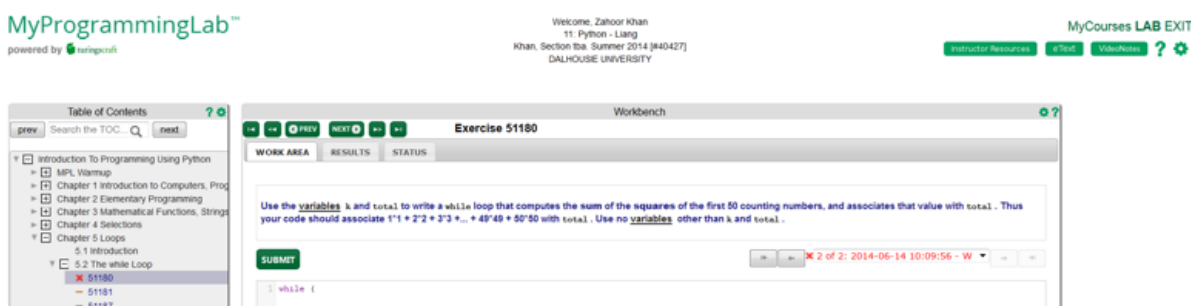 MyProgrammingLab™
powered by turingscraft
Welcome, Zahoor Khan
11: Python - Liang
Khan, Section tba. Summer 2014 [#40427]
DALHOUSIE UNIVERSITY
MyCourses LAB EXIT
Instructor Resources eText VideoNotes ?
Table of Contents ?
prev Search the TOC... next
Introduction To Programming Using Python
MPL Warmup
Chapter 1 Introduction to Computers, Prog
Chapter 2 Elementary Programming
Chapter 3 Mathematical Functions, Strings
Chapter 4 Selections
Chapter 5 Loops
5.1 Introduction
5.2 The while Loop
51180
51181
51187
Workbench ?
PREV NEXT Exercise 51180
WORK AREA RESULTS STATUS
Use the variables k and total to write a while loop that computes the sum of the squares of the first 50 counting numbers, and associates that value with total. Thus
your code should associate 1*1 + 2*2 + 3*3 +... + 49*49 + 50*50 with total. Use no variables other than k and total.
SUBMIT
2 of 2: 2014-06-14 10:09:56 - W
1 while (